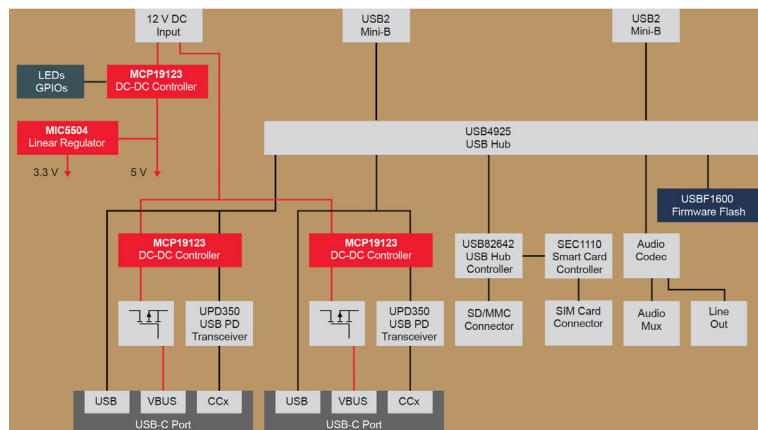 12 V DC
Input
USB2
Mini-B
USB2
Mini-B
LEDs
GPIOs
MCP19123
DC-DC Controller
MIC5504
Linear Regulator
3.3 V
5 V
USB4925
USB Hub
USBF1600
Firmware Flash
MCP19123
DC-DC Controller
MCP19123
DC-DC Controller
USB82642
USB Hub
Controller
SEC1110
Smart Card
Controller
Audio
Codec
UPD350
USB PD
Transceiver
UPD350
USB PD
Transceiver
SD/MMC
Connector
SIM Card
Connector
Audio
Mux
Line
Out
USB
VBUS
CCx
USB-C Port
USB
VBUS
CCx
USB-C Port